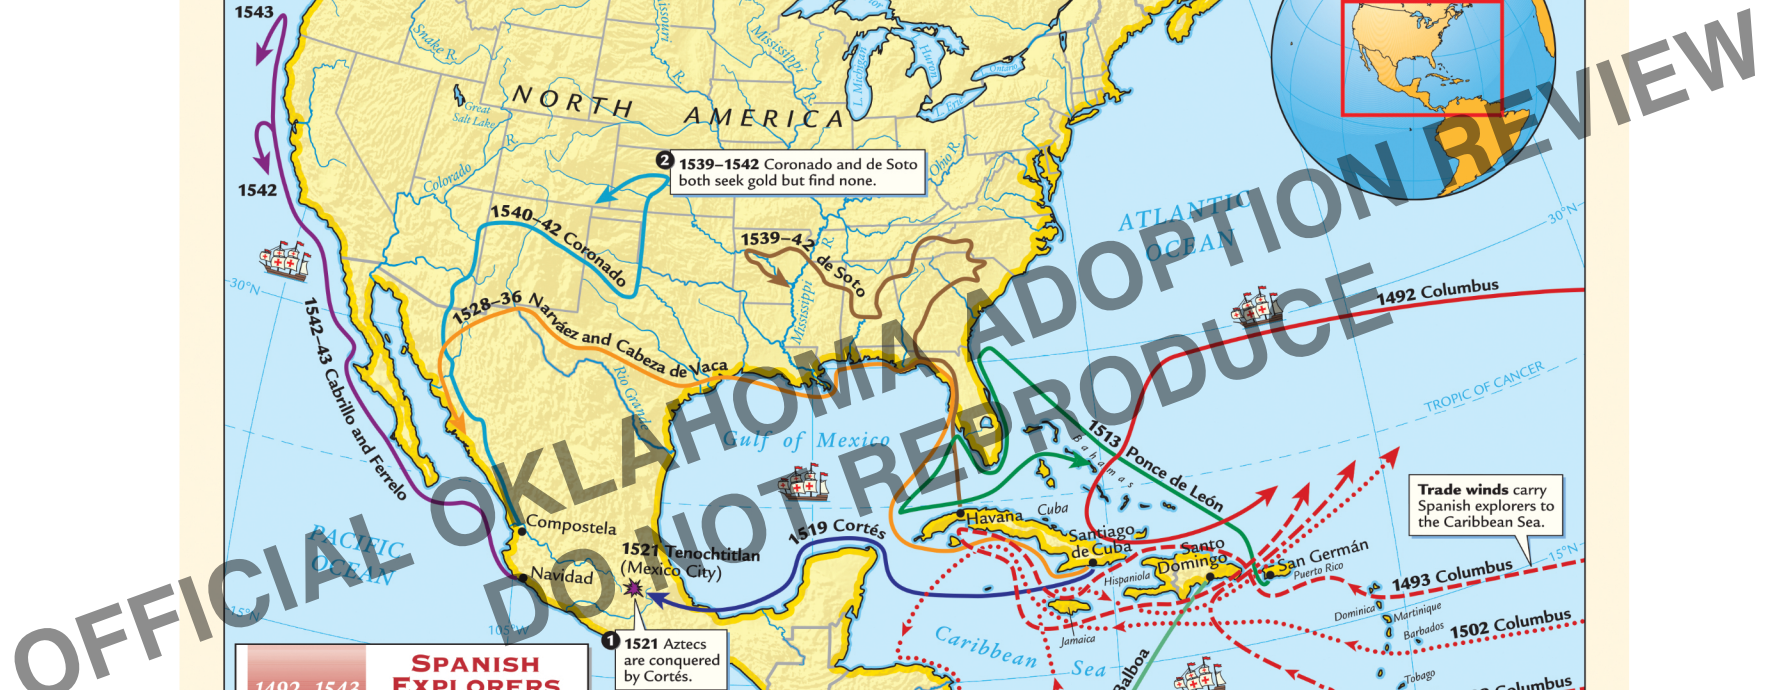 1543
1542
Snake R.
Missouri
R.
Mississippi
R.
L. Michigan
Huron
L. Ontario
Erie
Great
Salt Lake
Colorado
R.
Ohio R.
NORTH AMERICA
2 1539–1542 Coronado and de Soto
both seek gold but find none.
1540–42 Coronado
1539–42 de Soto
Mississippi
R.
1528–36 Narváez and Cabeza de Vaca
Rio Grande
1542–43 Cabrillo and Ferrelo
30°N
ATLANTIC
OCEAN
30°N
1492 Columbus
TROPIC OF CANCER
Gulf of Mexico
1513 Ponce de León
Bahamas
Trade winds carry
Spanish explorers to
the Caribbean Sea.
PACIFIC
OCEAN
Compostela
Navidad
1521 Tenochtitlan
(Mexico City)
1519 Cortés
Havana
Cuba
Santiago
de Cuba
Hispaniola
Santo
Domingo
San Germán
Puerto Rico
15°N
1493 Columbus
Dominica
Martinique
Barbados
1502 Columbus
Jamaica
Caribbean Sea
Balboa
Tobago
Columbus
15°N
105°W
1 1521 Aztecs
are conquered
by Cortés.
1492–1543
SPANISH
EXPLORERS
OFFICIAL OKLAHOMA ADOPTION REVIEW
DO NOT REPRODUCE